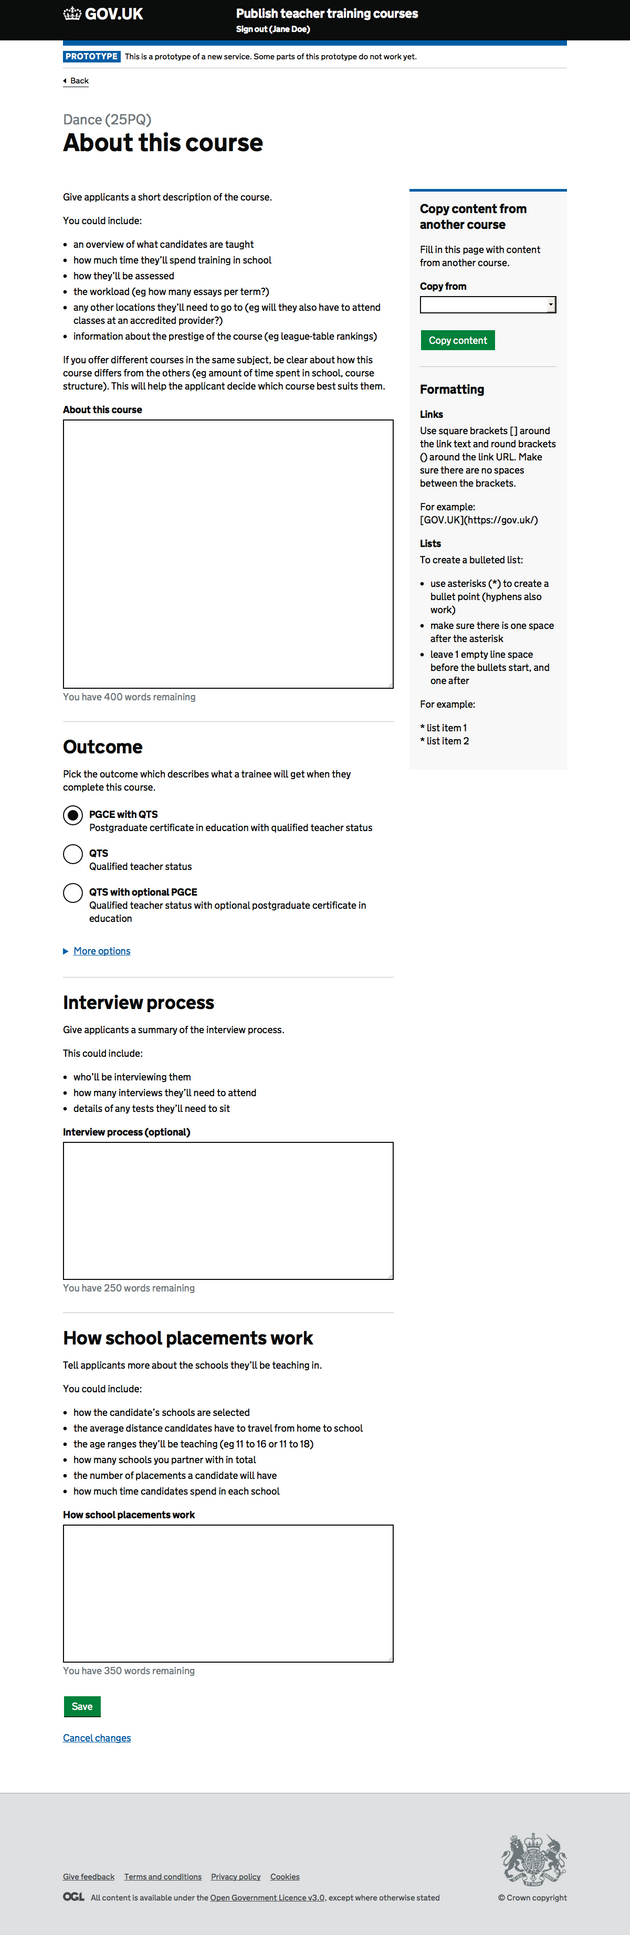 GOV.UK
Publish teacher training courses
Sign out (Jane Doe)
PROTOTYPE This is a prototype of a new service. Some parts of this prototype do not work yet.
Back
Dance (25PQ)
About this course
Give applicants a short description of the course.
You could include:
• an overview of what candidates are taught
• how much time they'll spend training in school
• how they'll be assessed
• the workload (eg how many essays per term?)
• any other locations they'll need to go to (eg will they also have to attend
classes at an accredited provider?)
• information about the prestige of the course (eg league-table rankings)
If you offer different courses in the same subject, be clear about how this
course differs from the others (eg amount of time spent in school, course
structure). This will help the applicant decide which course best suits them.
About this course
You have 400 words remaining
Outcome
Pick the outcome which describes what a trainee will get when they
complete this course.
PGCE with QTS
Postgraduate certificate in education with qualified teacher status
QTS
Qualified teacher status
QTS with optional PGCE
Qualified teacher status with optional postgraduate certificate in
education
More options
Interview process
Give applicants a summary of the interview process.
This could include:
• who'll be interviewing them
• how many interviews they'll need to attend
• details of any tests they'll need to sit
Interview process (optional)
You have 250 words remaining
How school placements work
Tell applicants more about the schools they'll be teaching in.
You could include:
• how the candidate's schools are selected
• the average distance candidates have to travel from home to school
• the age ranges they'll be teaching (eg 11 to 16 or 11 to 18)
• how many schools you partner with in total
• the number of placements a candidate will have
• how much time candidates spend in each school
How school placements work
You have 350 words remaining
Save
Cancel changes
Copy content from
another course
Fill in this page with content
from another course.
Copy from
Copy content
Formatting
Links
Use square brackets [] around
the link text and round brackets
() around the link URL. Make
sure there are no spaces
between the brackets.
For example:
[GOV.UK](https://gov.uk/)
Lists
To create a bulleted list:
• use asterisks (*) to create a
bullet point (hyphens also
work)
• make sure there is one space
after the asterisk
• leave 1 empty line space
before the bullets start, and
one after
For example:
* list item 1
* list item 2
Give feedback Terms and conditions Privacy policy Cookies
OGL All content is available under the Open Government Licence v3.0, except where otherwise stated
© Crown copyright